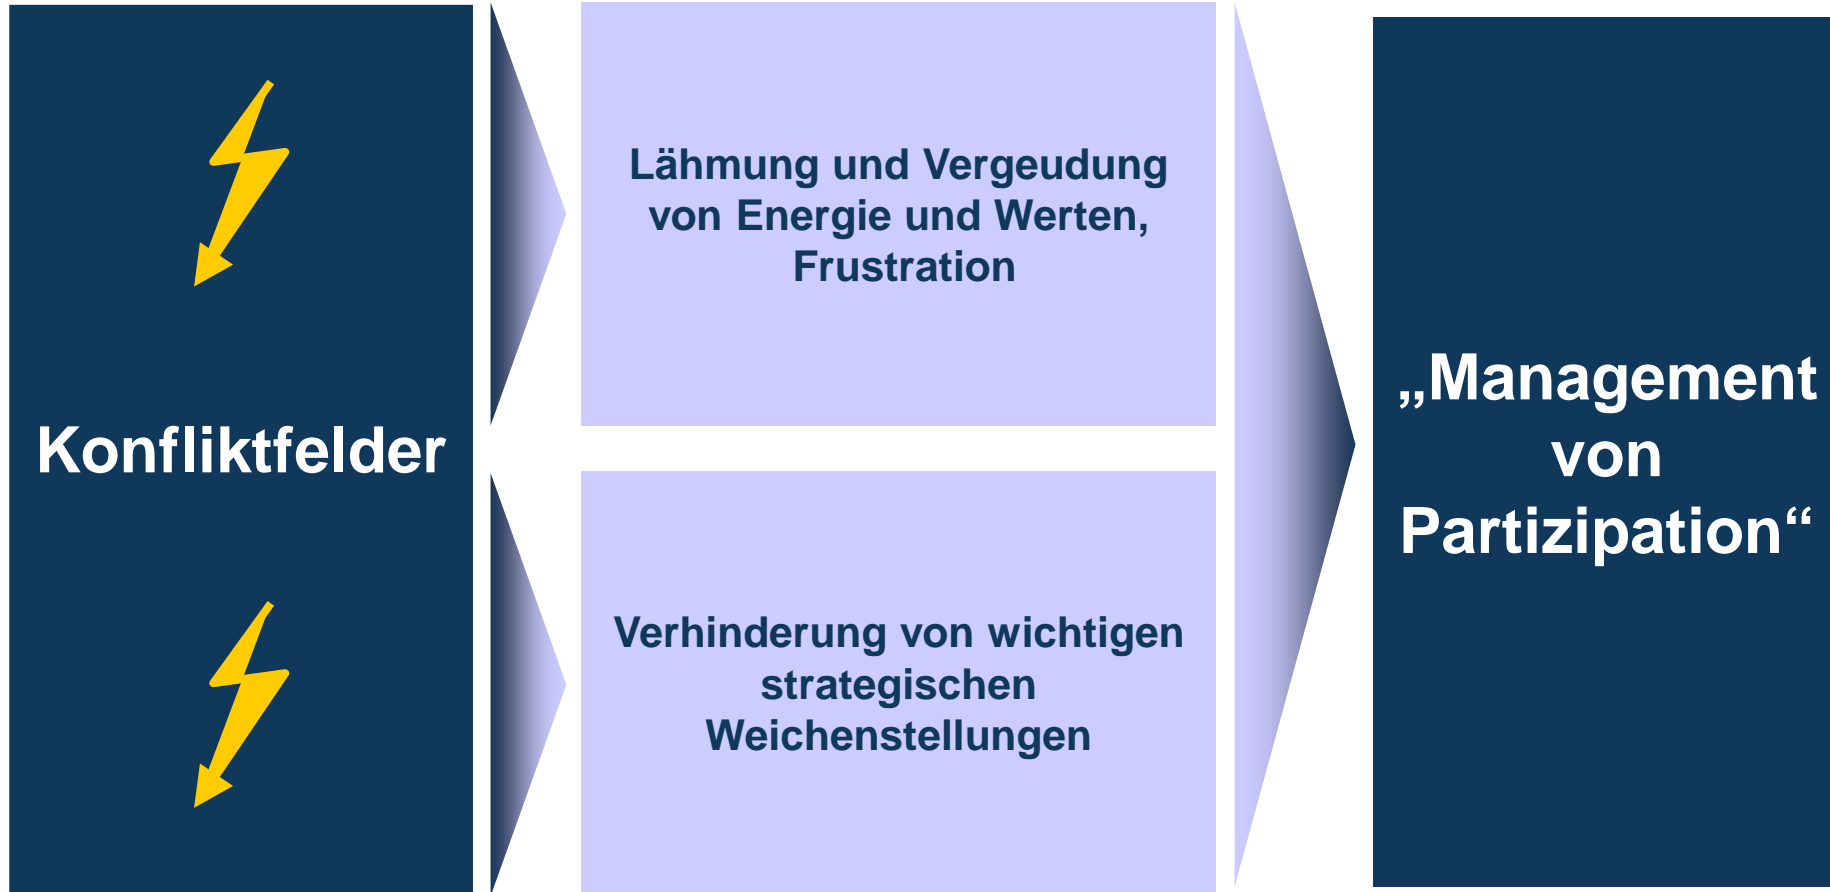 Konfliktfelder
Lähmung und Vergeudung
von Energie und Werten,
Frustration
Verhinderung von wichtigen
strategischen
Weichenstellungen
„Management
von
Partizipation“